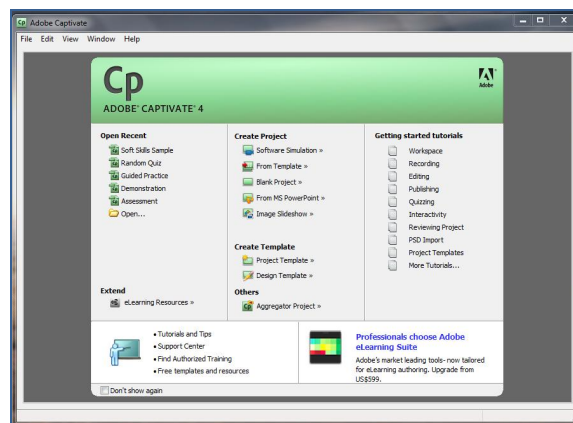 Cp Adobe Captivate
File Edit View Window Help
Cp
ADOBE® CAPTIVATE® 4
Adobe
Open Recent
Soft Skills Sample
Random Quiz
Guided Practice
Demonstration
Assessment
Open...
Extend
eLearning Resources »
Create Project
Software Simulation »
From Template »
Blank Project »
From MS PowerPoint »
Image Slideshow »
Create Template
Project Template »
Design Template »
Others
Aggregator Project »
Getting started tutorials
Workspace
Recording
Editing
Publishing
Quizzing
Interactivity
Reviewing Project
PSD Import
Project Templates
More Tutorials...
• Tutorials and Tips
• Support Center
• Find Authorized Training
• Free templates and resources
Professionals choose Adobe
eLearning Suite
Adobe's market leading tools- now tailored
for eLearning authoring. Upgrade from
US$599.
Don't show again